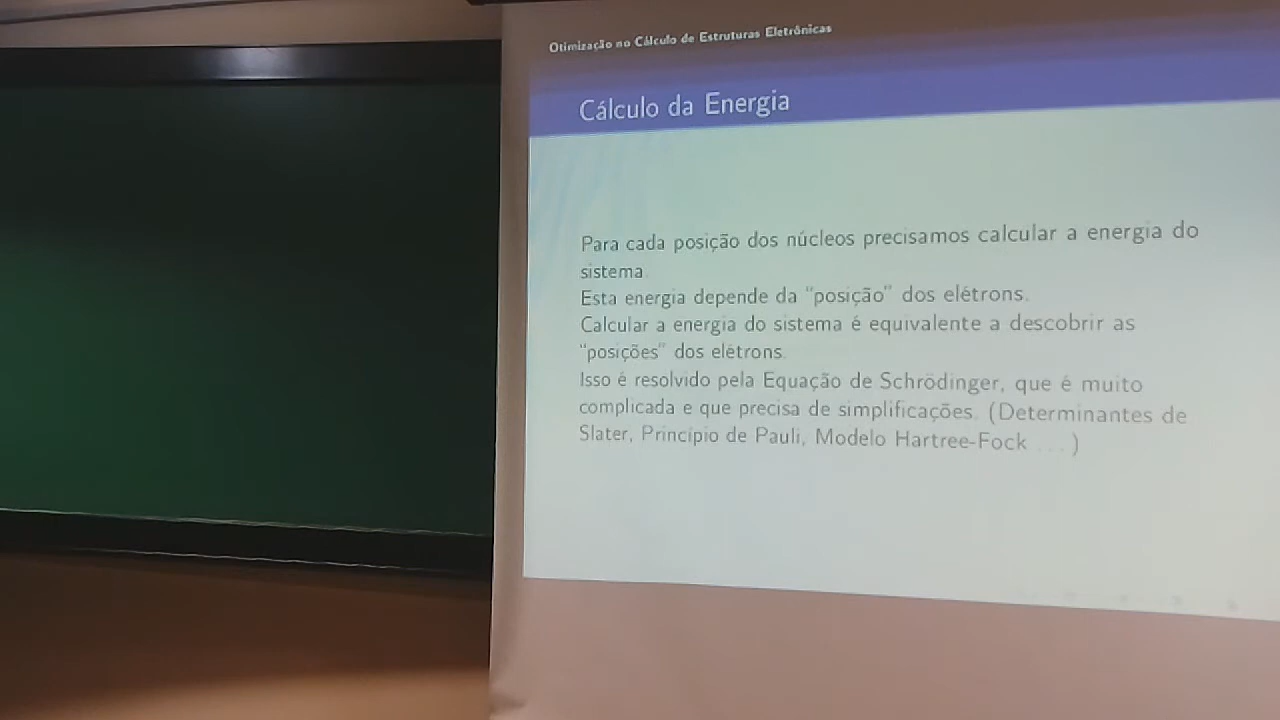 Otimização no Cálculo de Estruturas Eletrônicas
Cálculo da Energia
Para cada posição dos núcleos precisamos calcular a energia do
sistema.
Esta energia depende da “posição” dos elétrons.
Calcular a energia do sistema é equivalente a descobrir as
“posições” dos elétrons.
Isso é resolvido pela Equação de Schrödinger, que é muito
complicada e que precisa de simplificações. (Determinantes de
Slater, Princípio de Pauli, Modelo Hartree-Fock ... )